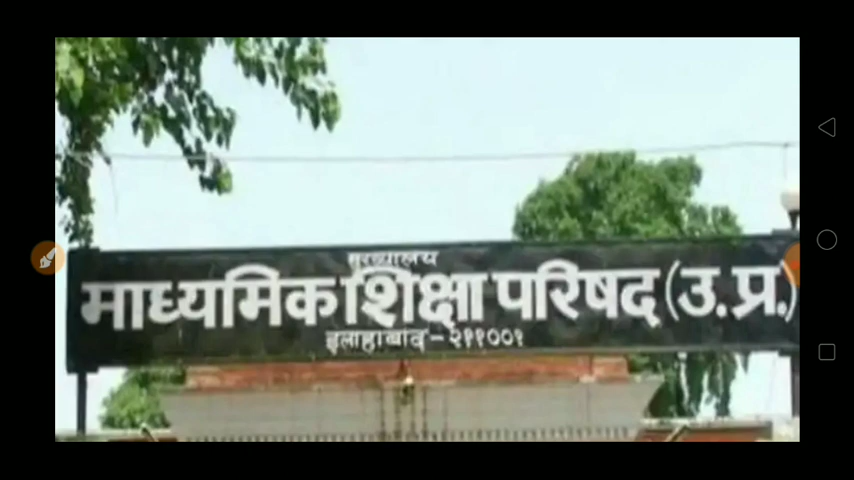 मुख्यालय
माध्यमिक शिक्षा परिषद (उ.प्र.)
इलाहाबाद-२११००१